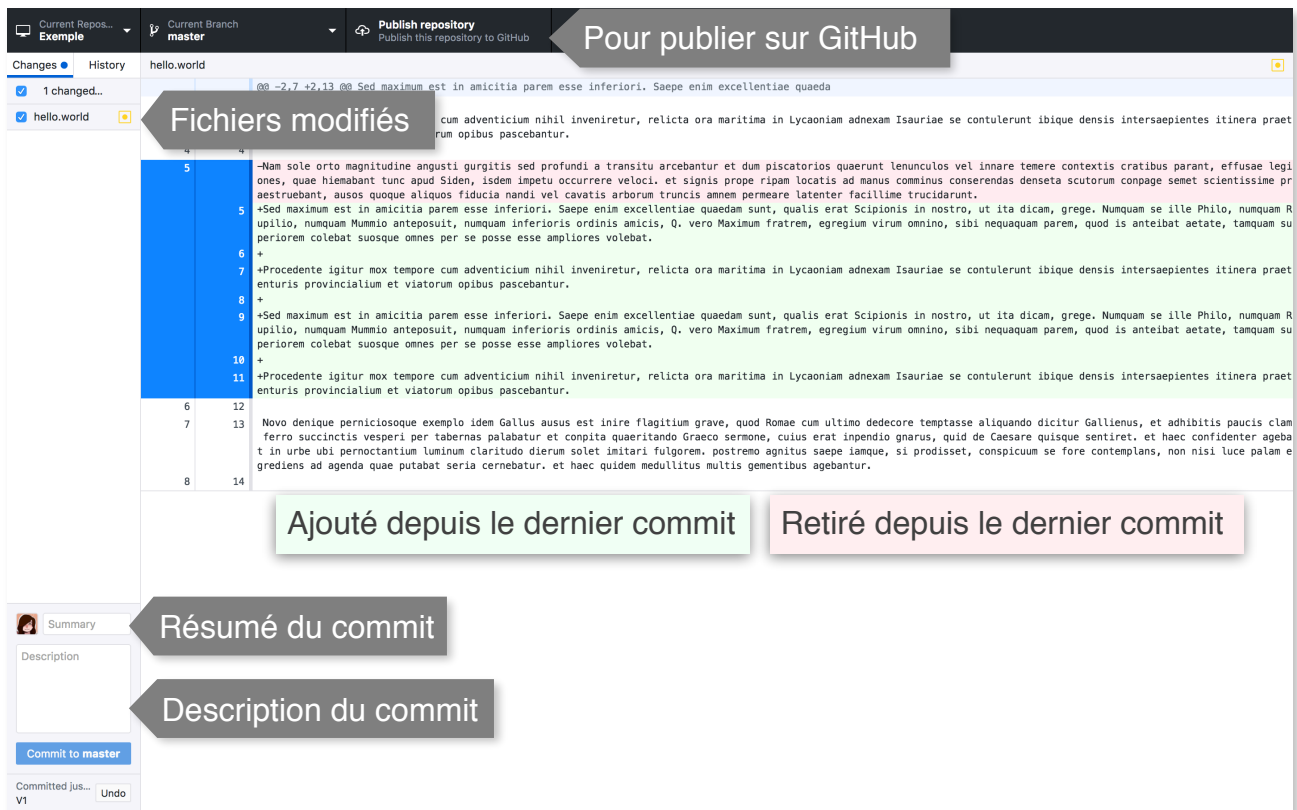 Current Repos...
Exemple
Current Branch
master
Publish repository
Publish this repository to GitHub
Pour publier sur GitHub
Changes
History
hello.world
1 changed...
@@ -2,7 +2,13 @@ Sed maximum est in amicitia parem esse inferiori. Saepe enim excellentiae quaeda
hello.world
Fichiers modifiés
cum adventicium nihil inveniretur, relicta ora maritima in Lycaoniam adnexam Isauriae se contulerunt ibique densis intersaepientes itinera praet
rum opibus pascebantur.
4 4
5 -Nam sole orto magnitudine angusti gurgitis sed profundi a transitu arcebantur et dum piscatorios quaerunt lenunculos vel innare temere contextis cratibus parant, effusae legi
ones, quae hiemabant tunc apud Siden, isdem impetu occurrere veloci. et signis prope ripam locatis ad manus comminus conserendas denseta scutorum conpage semet scientissime pr
aestruebant, ausos quoque aliquos fiducia nandi vel cavatis arborum truncis amnem permeare latenter facillime trucidarunt.
5 +Sed maximum est in amicitia parem esse inferiori. Saepe enim excellentiae quaedam sunt, qualis erat Scipionis in nostro, ut ita dicam, grege. Numquam se ille Philo, numquam R
upilio, numquam Mummio anteposuit, numquam inferioris ordinis amicis, Q. vero Maximum fratrem, egregium virum omnino, sibi nequaquam parem, quod is anteibat aetate, tamquam su
periorem colebat suosque omnes per se posse esse ampliores volebat.
6 +
7 +Procedente igitur mox tempore cum adventicium nihil inveniretur, relicta ora maritima in Lycaoniam adnexam Isauriae se contulerunt ibique densis intersaepientes itinera praet
enturis provincialium et viatorum opibus pascebantur.
8 +
9 +Sed maximum est in amicitia parem esse inferiori. Saepe enim excellentiae quaedam sunt, qualis erat Scipionis in nostro, ut ita dicam, grege. Numquam se ille Philo, numquam R
upilio, numquam Mummio anteposuit, numquam inferioris ordinis amicis, Q. vero Maximum fratrem, egregium virum omnino, sibi nequaquam parem, quod is anteibat aetate, tamquam su
periorem colebat suosque omnes per se posse esse ampliores volebat.
10 +
11 +Procedente igitur mox tempore cum adventicium nihil inveniretur, relicta ora maritima in Lycaoniam adnexam Isauriae se contulerunt ibique densis intersaepientes itinera praet
enturis provincialium et viatorum opibus pascebantur.
6 12
7 13 Novo denique perniciosoque exemplo idem Gallus ausus est inire flagitium grave, quod Romae cum ultimo dedecore temptasse aliquando dicitur Gallienus, et adhibitis paucis clam
ferro succinctis vesperi per tabernas palabatur et conpita quaeritando Graeco sermone, cuius erat inpendio gnarus, quid de Caesare quisque sentiret. et haec confidenter ageba
t in urbe ubi pernoctantium luminum claritudo dierum solet imitari fulgorem. postremo agnitus saepe iamque, si prodisset, conspicuum se fore contemplans, non nisi luce palam e
grediens ad agenda quae putabat seria cernebatur. et haec quidem medullitus multis gementibus agebantur.
8 14
Ajouté depuis le dernier commit
Retiré depuis le dernier commit
Summary
Résumé du commit
Description
Description du commit
Commit to master
Committed jus...
V1
Undo